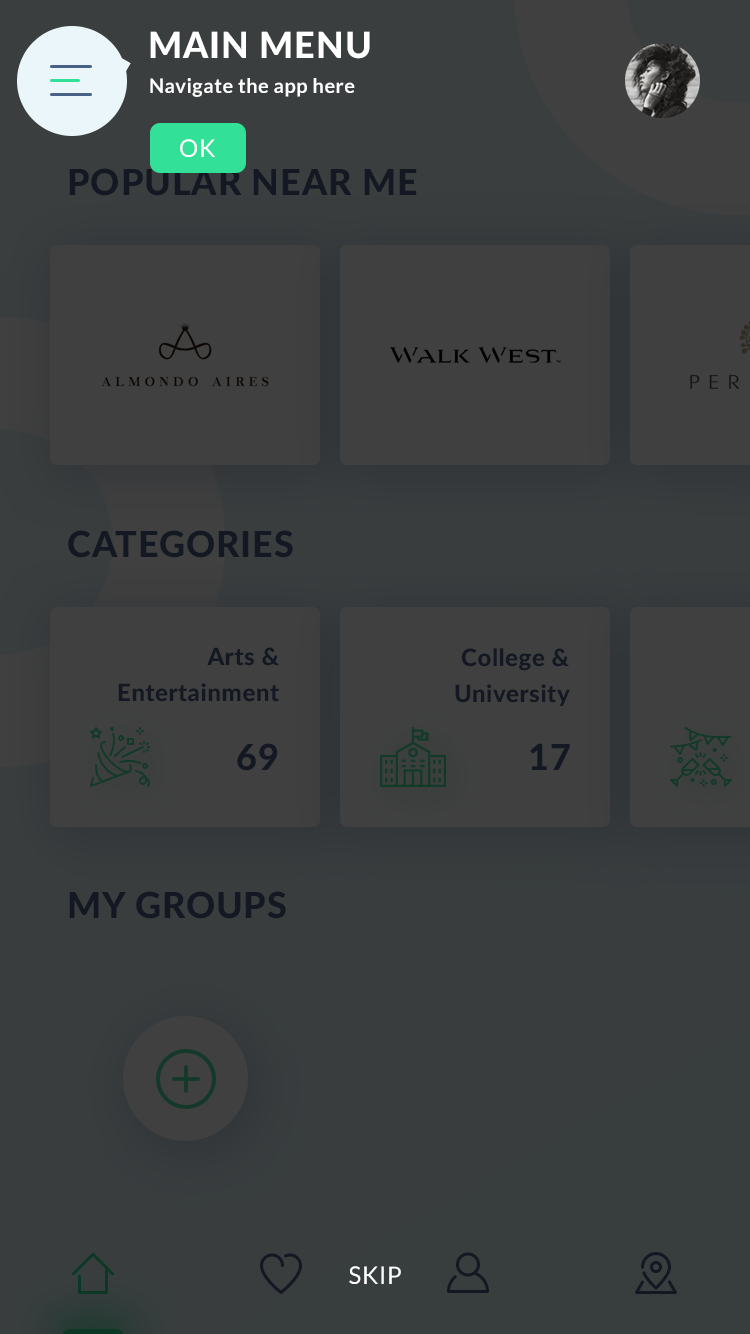 MAIN MENU
Navigate the app here
OK
POPULAR NEAR ME
ALMONDO AIRES
WALK WEST
PER
CATEGORIES
Arts &
Entertainment
69
College &
University
17
MY GROUPS
SKIP